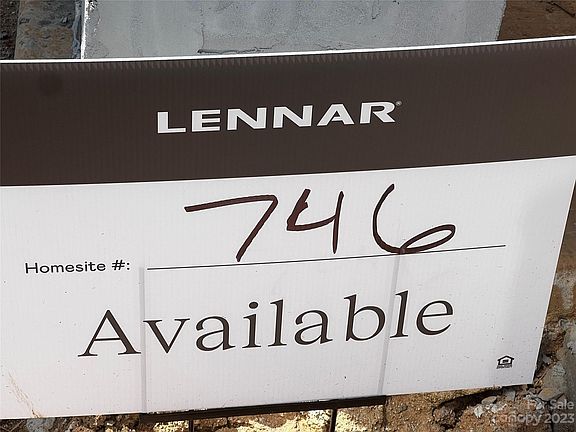 LENNAR®
Homesite #: 746
Available
For Sale
canopy 2023